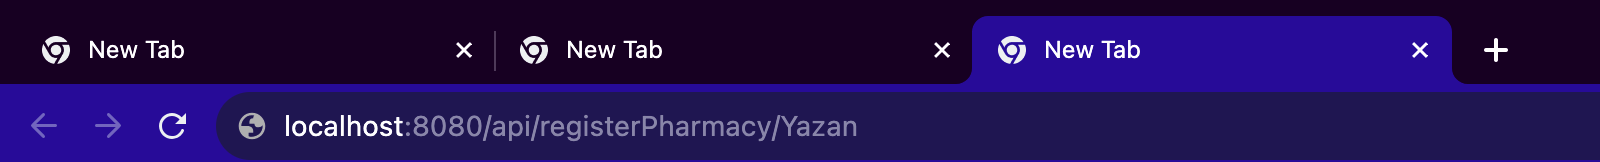 New Tab New Tab New Tab
localhost:8080/api/registerPharmacy/Yazan